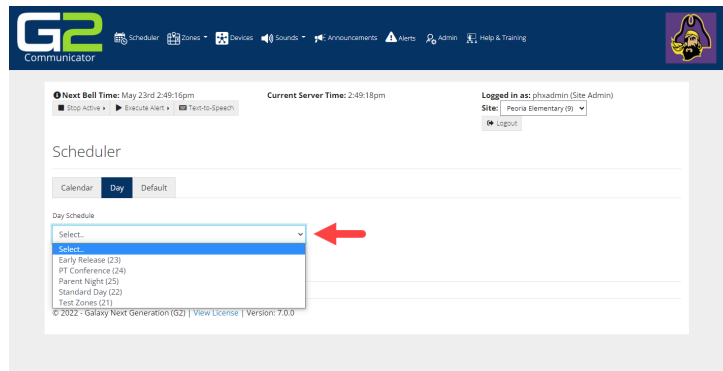 G2
Communicator
Scheduler Zones Devices Sounds Announcements Alerts Admin Help & Training
Next Bell Time: May 23rd 2:49:16pm Current Server Time: 2:49:18pm Logged in as: phxadmin (Site Admin)
Stop Active Execute Alert Text-to-Speech Site: Peoria Elementary (9)
Logout
Scheduler
Calendar Day Default
Day Schedule
Select..
Select..
Early Release (23)
PT Conference (24)
Parent Night (25)
Standard Day (22)
Test Zones (21)
© 2022 - Galaxy Next Generation (G2) | View License | Version: 7.0.0